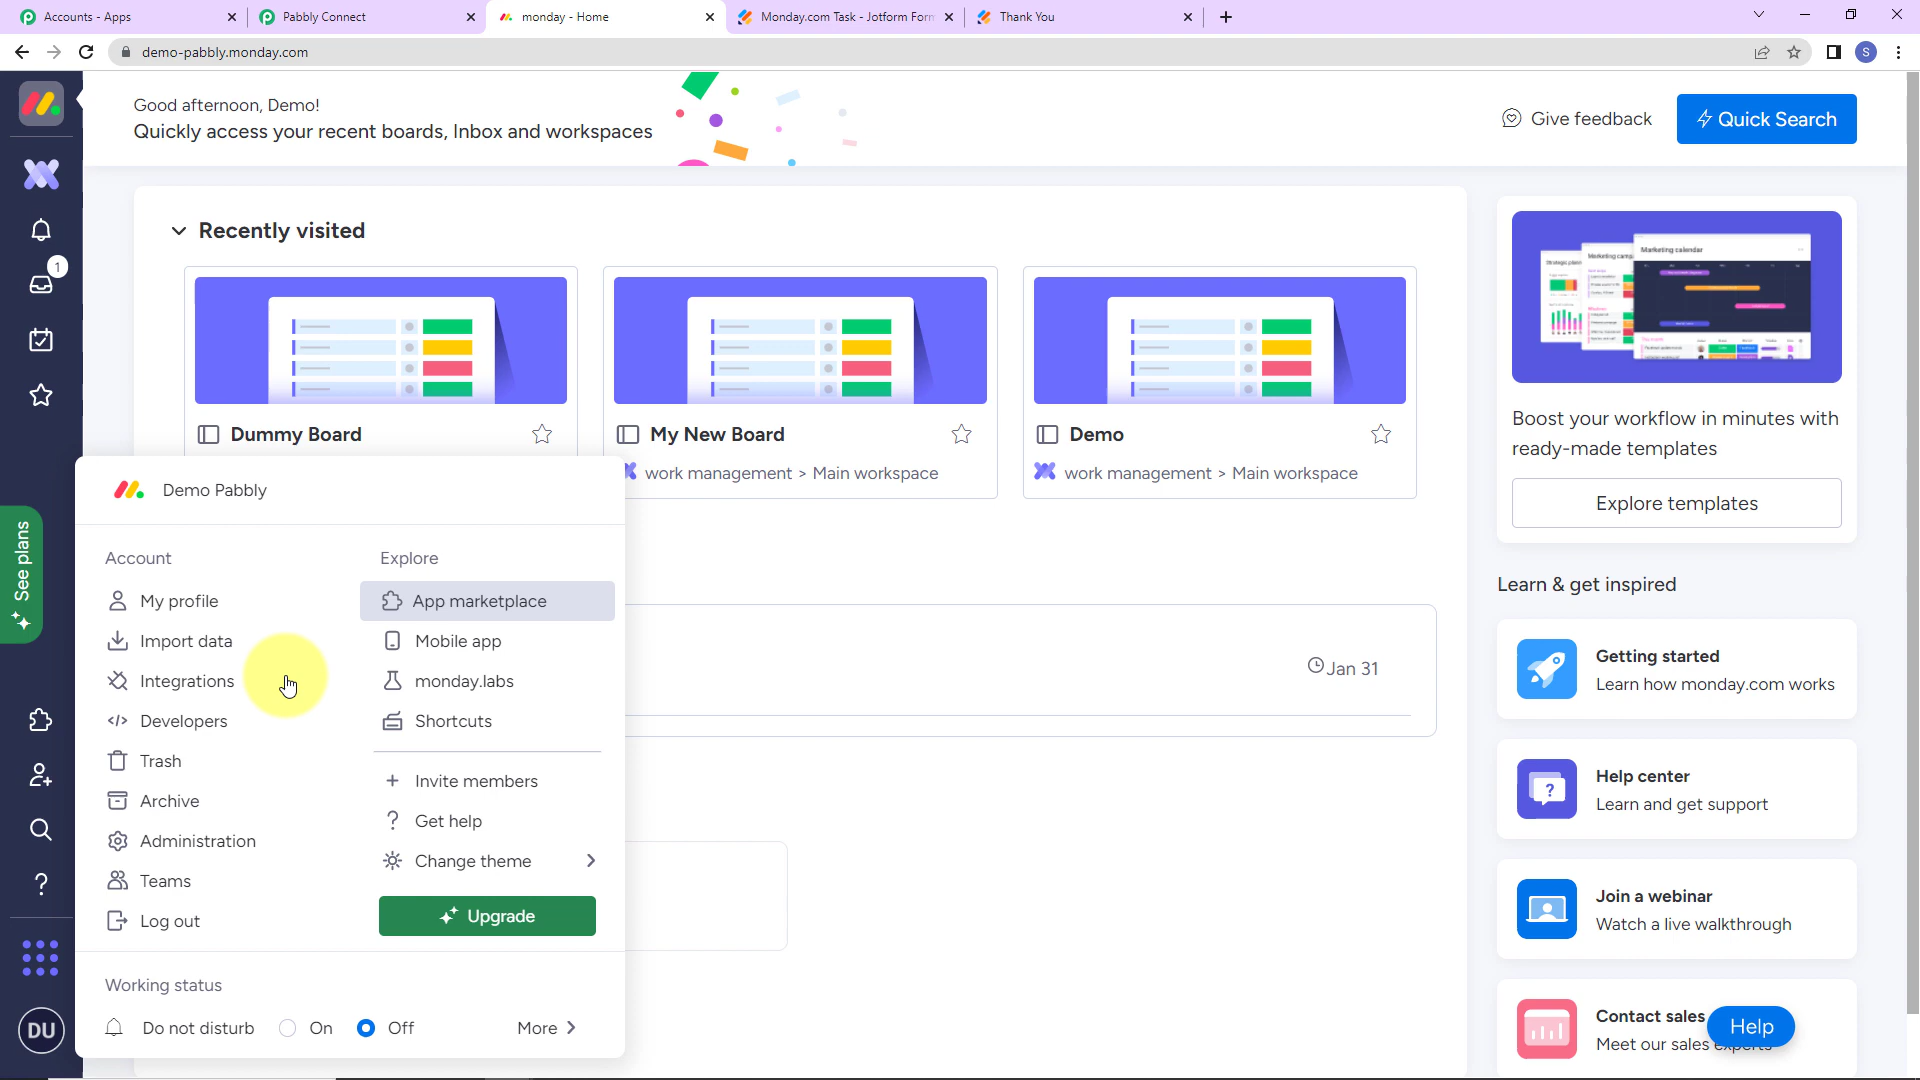 Accounts - Apps
Pabbly Connect
monday - Home
Monday.com Task - Jotform Form
Thank You
demo-pabbly.monday.com
S
Good afternoon, Demo!
Quickly access your recent boards, Inbox and workspaces
Give feedback
Quick Search
1
See plans
Recently visited
Dummy Board
My New Board
work management > Main workspace
Demo
work management > Main workspace
Jan 31
Demo Pabbly
Account
My profile
Import data
Integrations
Developers
Trash
Archive
Administration
Teams
Log out
Explore
App marketplace
Mobile app
monday.labs
Shortcuts
Invite members
Get help
Change theme
Upgrade
Working status
Do not disturb
On
Off
More
DU
Marketing calendar
Boost your workflow in minutes with
ready-made templates
Explore templates
Learn & get inspired
Getting started
Learn how monday.com works
Help center
Learn and get support
Join a webinar
Watch a live walkthrough
Contact sales
Meet our sales experts
Help